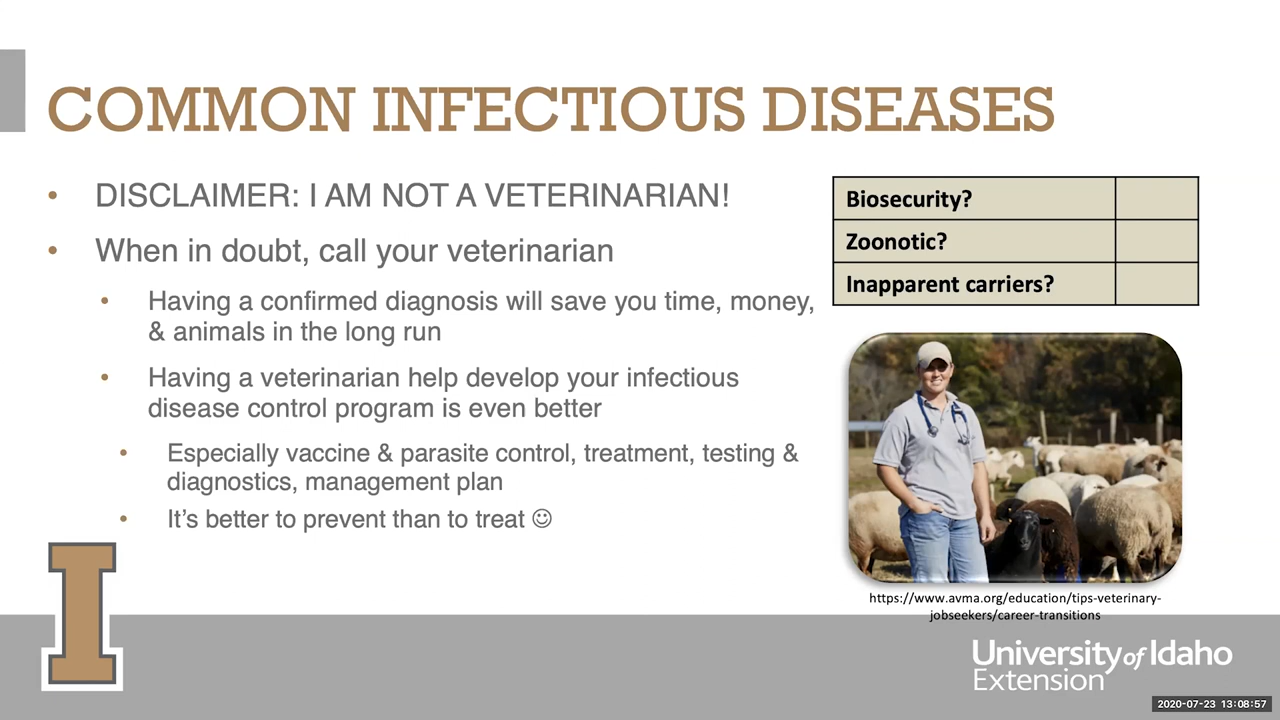 COMMON INFECTIOUS DISEASES
• DISCLAIMER: I AM NOT A VETERINARIAN!
• When in doubt, call your veterinarian
• Having a confirmed diagnosis will save you time, money,
& animals in the long run
• Having a veterinarian help develop your infectious
disease control program is even better
• Especially vaccine & parasite control, treatment, testing &
diagnostics, management plan
• It's better to prevent than to treat ☺
Biosecurity?
Zoonotic?
Inapparent carriers?
https://www.avma.org/education/tips-veterinary-
jobseekers/career-transitions
I
University of Idaho
Extension
2020-07-23 13:08:57